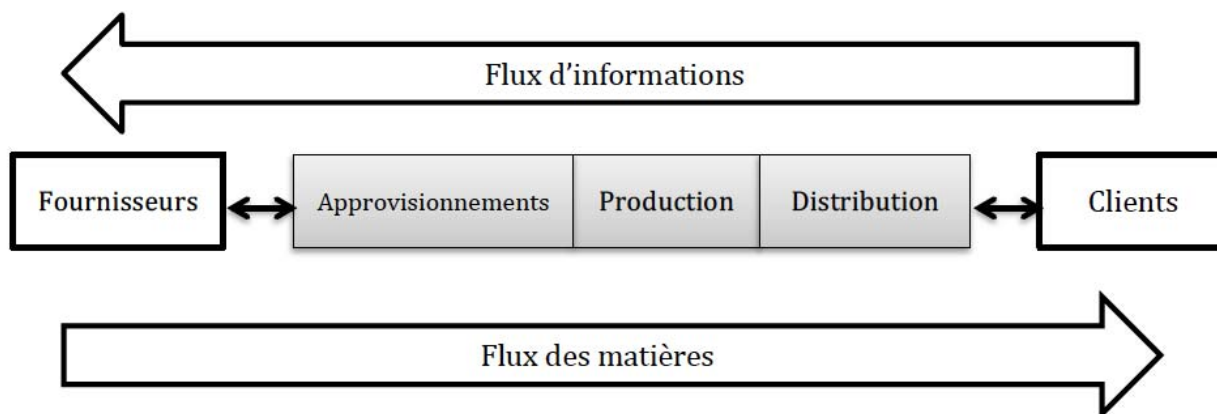 Flux d’informations
Fournisseurs
Approvisionnements
Production
Distribution
Clients
Flux des matières